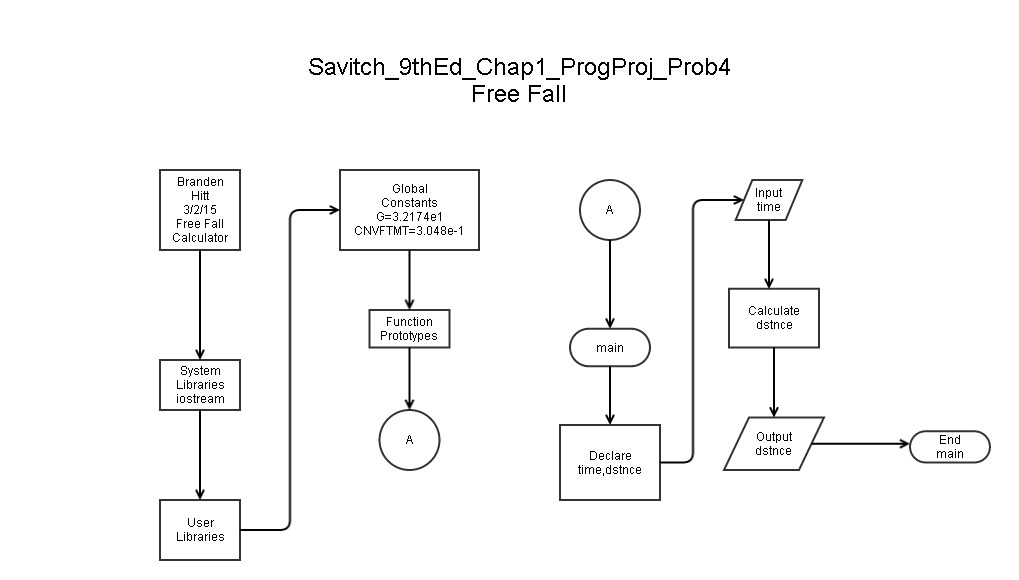 Savitch_9thEd_Chap1_ProgProj_Prob4
Free Fall
Branden
Hitt
3/2/15
Free Fall
Calculator
System
Libraries
iostream
User
Libraries
Global
Constants
G=3.2174e1
CNVFTMT=3.048e-1
Function
Prototypes
A
A
main
Declare
time,dstnce
Input
time
Calculate
dstnce
Output
dstnce
End
main